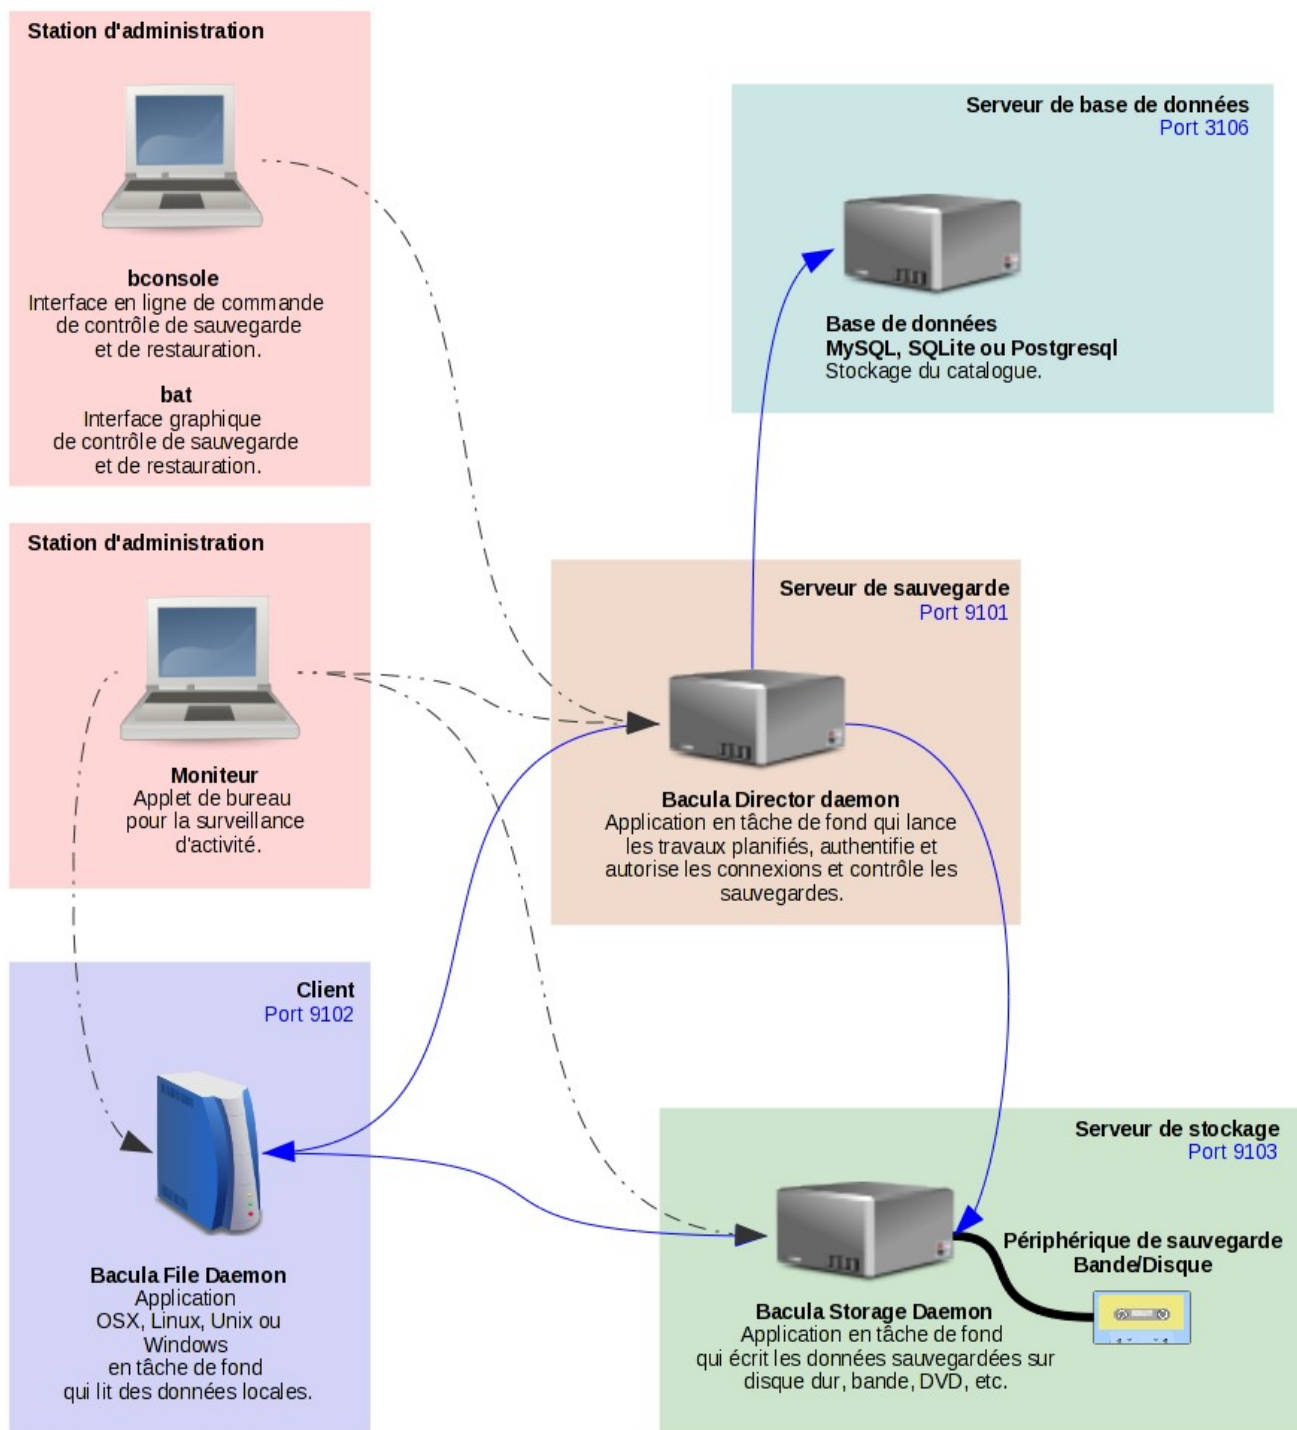 Station d'administration
bconsole
Interface en ligne de commande
de contrôle de sauvegarde
et de restauration.
bat
Interface graphique
de contrôle de sauvegarde
et de restauration.
Serveur de base de données
Port 3106
Base de données
MySQL, SQLite ou Postgresql
Stockage du catalogue.
Station d'administration
Moniteur
Applet de bureau
pour la surveillance
d'activité.
Serveur de sauvegarde
Port 9101
Bacula Director daemon
Application en tâche de fond qui lance
les travaux planifiés, authentifie et
autorise les connexions et contrôle les
sauvegardes.
Client
Port 9102
Bacula File Daemon
Application
OSX, Linux, Unix ou
Windows
en tâche de fond
qui lit des données locales.
Serveur de stockage
Port 9103
Périphérique de sauvegarde
Bande/Disque
Bacula Storage Daemon
Application en tâche de fond
qui écrit les données sauvegardées sur
disque dur, bande, DVD, etc.